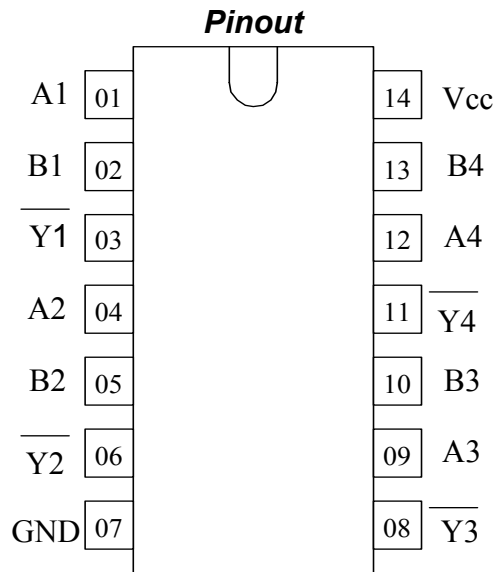 Pinout
A1 01 14 Vcc
B1 02 13 B4
Y1 03 12 A4
A2 04 11 Y4
B2 05 10 B3
Y2 06 09 A3
GND 07 08 Y3